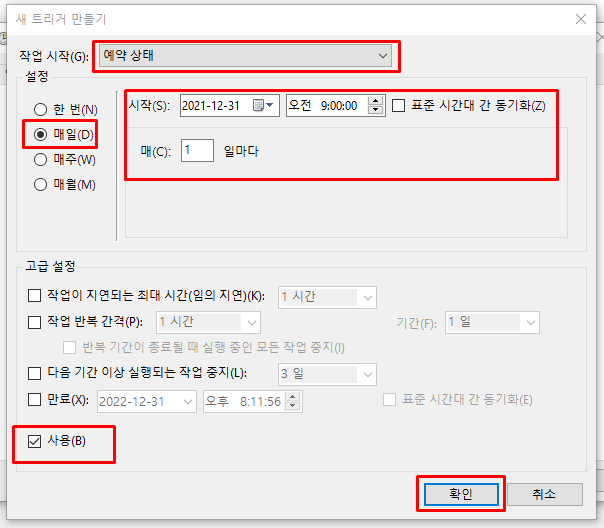 새 트리거 만들기
작업 시작(G): 예약 상태
설정
한 번(N)
매일(D)
매주(W)
매월(M)
시작(S): 2021-12-31 오전 9:00:00 표준 시간대 간 동기화(Z)
매(C): 1 일마다
고급 설정
작업이 지연되는 최대 시간(임의 지연)(K): 1 시간
작업 반복 간격(P): 1 시간 기간(F): 1 일
반복 기간이 종료될 때 실행 중인 모든 작업 중지(I)
다음 기간 이상 실행되는 작업 중지(L): 3 일
만료(X): 2022-12-31 오후 8:11:56 표준 시간대 간 동기화(E)
사용(B)
확인 취소